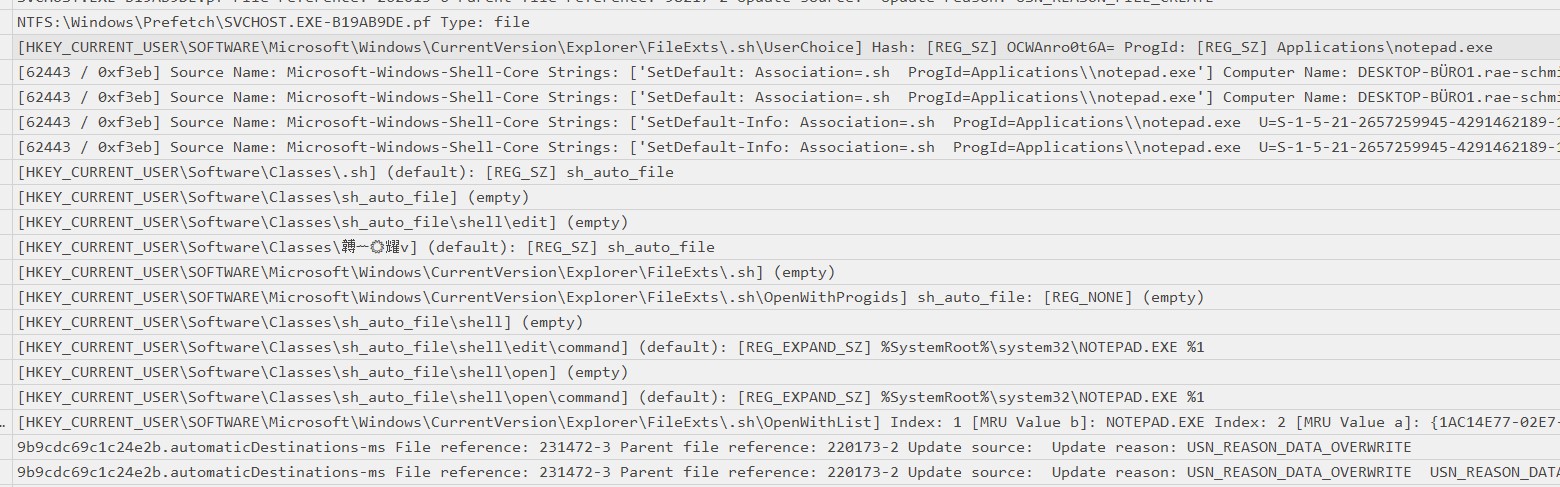 NTFS:\Windows\Prefetch\SVCHOST.EXE-B19AB9DE.pf Type: file
[HKEY_CURRENT_USER\SOFTWARE\Microsoft\Windows\CurrentVersion\Explorer\FileExts\.sh\UserChoice] Hash: [REG_SZ] OCWAnro0t6A= ProgId: [REG_SZ] Applications\notepad.exe
[62443 / 0xf3eb] Source Name: Microsoft-Windows-Shell-Core Strings: ['SetDefault: Association=.sh  ProgId=Applications\\notepad.exe'] Computer Name: DESKTOP-BÜRO1.rae-schmi
[62443 / 0xf3eb] Source Name: Microsoft-Windows-Shell-Core Strings: ['SetDefault: Association=.sh  ProgId=Applications\\notepad.exe'] Computer Name: DESKTOP-BÜRO1.rae-schmi
[62443 / 0xf3eb] Source Name: Microsoft-Windows-Shell-Core Strings: ['SetDefault-Info: Association=.sh  ProgId=Applications\\notepad.exe  U=S-1-5-21-2657259945-4291462189-1
[62443 / 0xf3eb] Source Name: Microsoft-Windows-Shell-Core Strings: ['SetDefault-Info: Association=.sh  ProgId=Applications\\notepad.exe  U=S-1-5-21-2657259945-4291462189-1
[HKEY_CURRENT_USER\Software\Classes\.sh] (default): [REG_SZ] sh_auto_file
[HKEY_CURRENT_USER\Software\Classes\sh_auto_file] (empty)
[HKEY_CURRENT_USER\Software\Classes\sh_auto_file\shell\edit] (empty)
[HKEY_CURRENT_USER\Software\Classes\ (default): [REG_SZ] sh_auto_file
[HKEY_CURRENT_USER\SOFTWARE\Microsoft\Windows\CurrentVersion\Explorer\FileExts\.sh] (empty)
[HKEY_CURRENT_USER\SOFTWARE\Microsoft\Windows\CurrentVersion\Explorer\FileExts\.sh\OpenWithProgids] sh_auto_file: [REG_NONE] (empty)
[HKEY_CURRENT_USER\Software\Classes\sh_auto_file\shell] (empty)
[HKEY_CURRENT_USER\Software\Classes\sh_auto_file\shell\edit\command] (default): [REG_EXPAND_SZ] %SystemRoot%\system32\NOTEPAD.EXE %1
[HKEY_CURRENT_USER\Software\Classes\sh_auto_file\shell\open] (empty)
[HKEY_CURRENT_USER\Software\Classes\sh_auto_file\shell\open\command] (default): [REG_EXPAND_SZ] %SystemRoot%\system32\NOTEPAD.EXE %1
[HKEY_CURRENT_USER\SOFTWARE\Microsoft\Windows\CurrentVersion\Explorer\FileExts\.sh\OpenWithList] Index: 1 [MRU Value b]: NOTEPAD.EXE Index: 2 [MRU Value a]: {1AC14E77-02E7-
9b9cdc69c1c24e2b.automaticDestinations-ms File reference: 231472-3 Parent file reference: 220173-2 Update source:  Update reason: USN_REASON_DATA_OVERWRITE
9b9cdc69c1c24e2b.automaticDestinations-ms File reference: 231472-3 Parent file reference: 220173-2 Update source:  Update reason: USN_REASON_DATA_OVERWRITE  USN_REASON_DATA